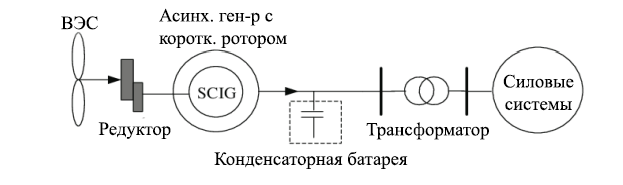 ВЭС
Асинх. ген-р с
коротк. ротором
SCIG
Редуктор
Конденсаторная батарея
Трансформатор
Силовые
системы